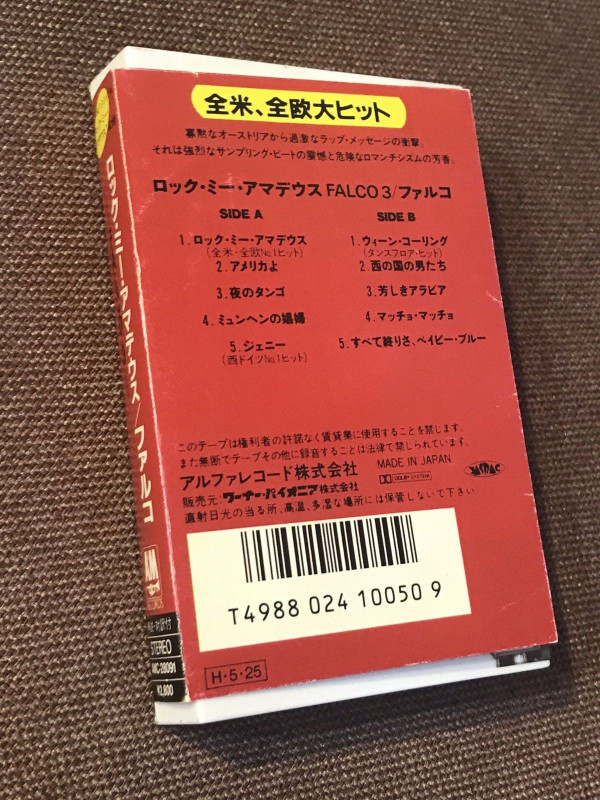 全米、全欧大ヒット
寡黙なオーストリアから過激なラップ・メッセージの衝撃。
それは強烈なサンプリング・ビートの震憾と危険なロマンチシズムの芳香。
ロック・ミー・アマデウス FALCO 3/ファルコ
SIDE A
1.ロック・ミー・アマデウス
(全米・全欧No.1ヒット)
2.アメリカよ
3.夜のタンゴ
4.ミュンヘンの娼婦
5.ジェニー
(西ドイツNo.1ヒット)
SIDE B
1.ウィーン・コーリング
(ダンスフロア・ヒット)
2.西の国の男たち
3.芳しきアラビア
4.マッチョ・マッチョ
5.すべて終りさ、ベイビー・ブルー
このテープは権利者の許諾なく賃貸業に使用することを禁じます。
また無断でテープその他に録音することは法律で禁じられています。
アルファレコード株式会社
MADE IN JAPAN
DOLBY SYSTEM
JASRAC
販売元:ワーナー・パイオニア株式会社
直射日光の当る所、高温、多湿な場所には保管しないで下さい
T4988 024 10050 9
H・5・25
ロック・ミー・アマデウス/ファルコ
RECORDS
STEREO
AMC-28091
¥2,800